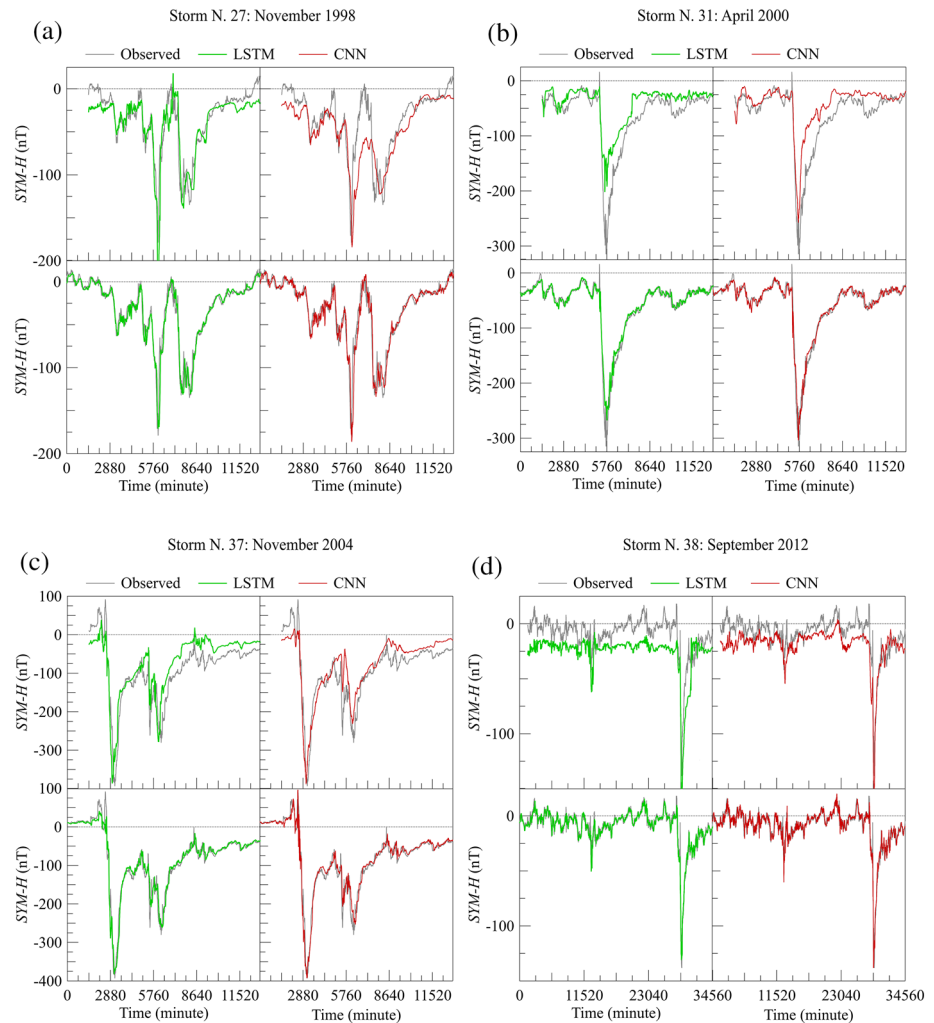 Storm N. 27: November 1998
(a)
Observed LSTM CNN
0
-100
-200
SYM-H (nT)
0
-100
-200
SYM-H (nT)
0 2880 5760 8640 11520 2880 5760 8640 11520
Time (minute) Time (minute)
Storm N. 31: April 2000
(b)
Observed LSTM CNN
0
-100
-200
-300
SYM-H (nT)
0
-100
-200
-300
SYM-H (nT)
0 2880 5760 8640 11520 2880 5760 8640 11520
Time (minute) Time (minute)
Storm N. 37: November 2004
(c)
Observed LSTM CNN
100
0
-100
-200
-300
SYM-H (nT)
100
0
-100
-200
-300
-400
SYM-H (nT)
0 2880 5760 8640 11520 2880 5760 8640 11520
Time (minute) Time (minute)
Storm N. 38: September 2012
(d)
Observed LSTM CNN
0
-100
SYM-H (nT)
0
-100
SYM-H (nT)
0 11520 23040 34560 11520 23040 34560
Time (minute) Time (minute)